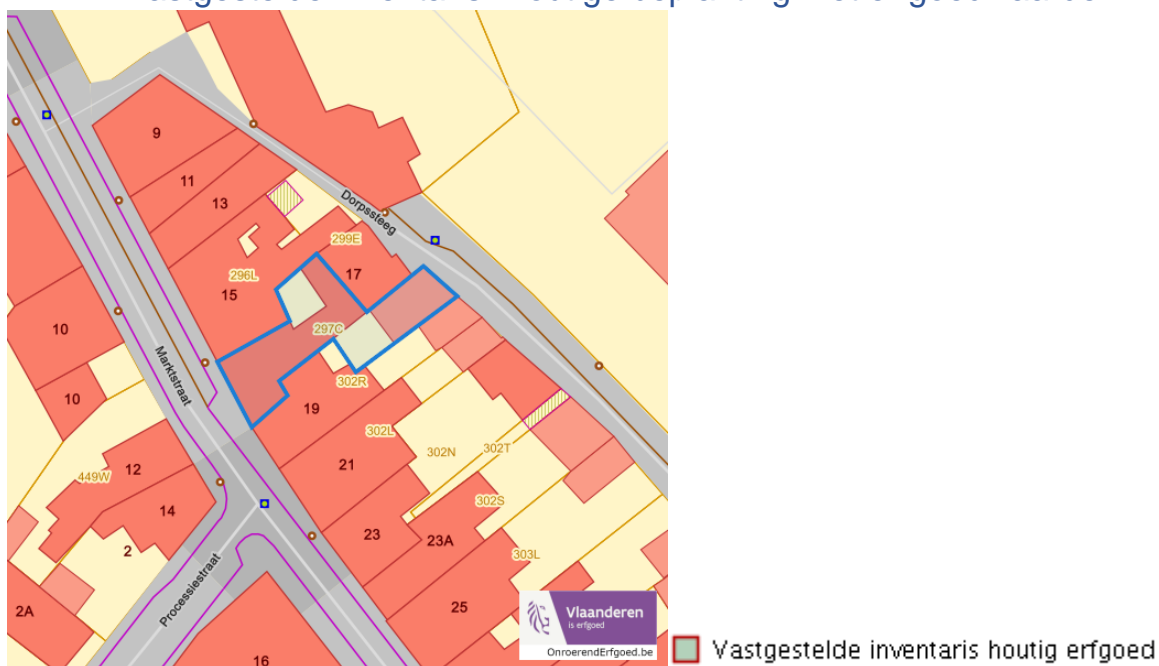 9
11
13
Dorpssteeg
299E
17
296L
15
297C
10
Marktstraat
302R
10
19
302L
302N
302T
21
449W
12
302S
14
23
23A
2
303L
Processiestraat
25
2A
16
Vlaanderen
is erfgoed
OnroerendErfgoed.be
Vastgestelde inventaris houtig erfgoed